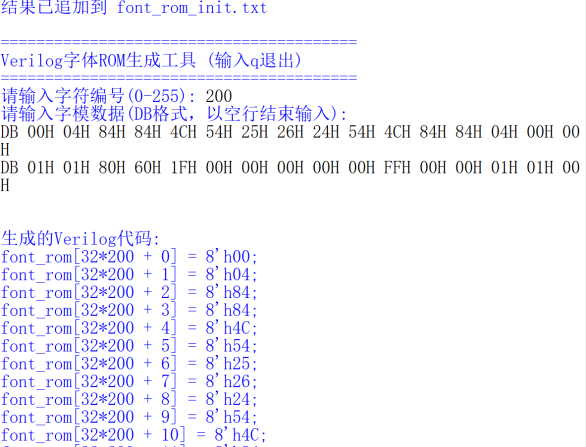 结果已追加到 font_rom_init.txt
========================================
Verilog字体ROM生成工具 (输入q退出)
========================================
请输入字符编号(0-255): 200
请输入字模数据(DB格式，以空行结束输入):
DB 00H 04H 84H 84H 4CH 54H 25H 26H 24H 54H 4CH 84H 84H 04H 00H 00
H
DB 01H 01H 80H 60H 1FH 00H 00H 00H 00H 00H FFH 00H 00H 01H 01H 00
H
生成的Verilog代码:
font_rom[32*200 + 0] = 8'h00;
font_rom[32*200 + 1] = 8'h04;
font_rom[32*200 + 2] = 8'h84;
font_rom[32*200 + 3] = 8'h84;
font_rom[32*200 + 4] = 8'h4C;
font_rom[32*200 + 5] = 8'h54;
font_rom[32*200 + 6] = 8'h25;
font_rom[32*200 + 7] = 8'h26;
font_rom[32*200 + 8] = 8'h24;
font_rom[32*200 + 9] = 8'h54;
font_rom[32*200 + 10] = 8'h4C;